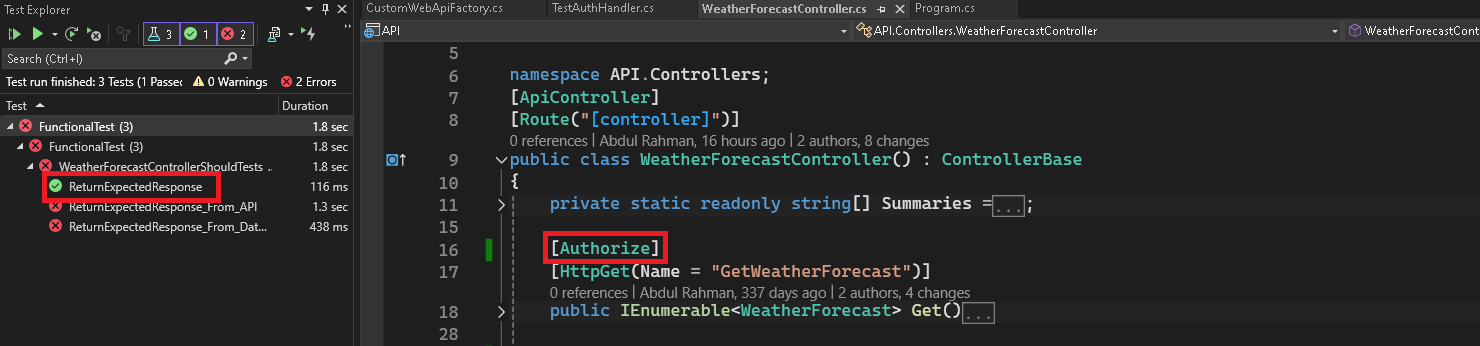 Test Explorer
3 1 2
Search (Ctrl+I)
Test run finished: 3 Tests (1 Passec 0 Warnings 2 Errors
Test Duration
FunctionalTest (3) 1.8 sec
FunctionalTest (3) 1.8 sec
WeatherForecastControllerShouldTests .. 1.8 sec
ReturnExpectedResponse 116 ms
ReturnExpectedResponse_From_API 1.3 sec
ReturnExpectedResponse_From_Dat... 438 ms
CustomWebApiFactory.cs TestAuthHandler.cs WeatherForecastController.cs Program.cs
API API.Controllers.WeatherForecastController WeatherForecastCont
5
6 namespace API.Controllers;
7 [ApiController]
8 [Route("[controller]")]
0 references | Abdul Rahman, 16 hours ago | 2 authors, 8 changes
9 public class WeatherForecastController() : ControllerBase
10 {
11 private static readonly string[] Summaries =...;
15
16 [Authorize]
17 [HttpGet(Name = "GetWeatherForecast")]
0 references | Abdul Rahman, 337 days ago | 2 authors, 4 changes
18 public IEnumerable<WeatherForecast> Get()...
28